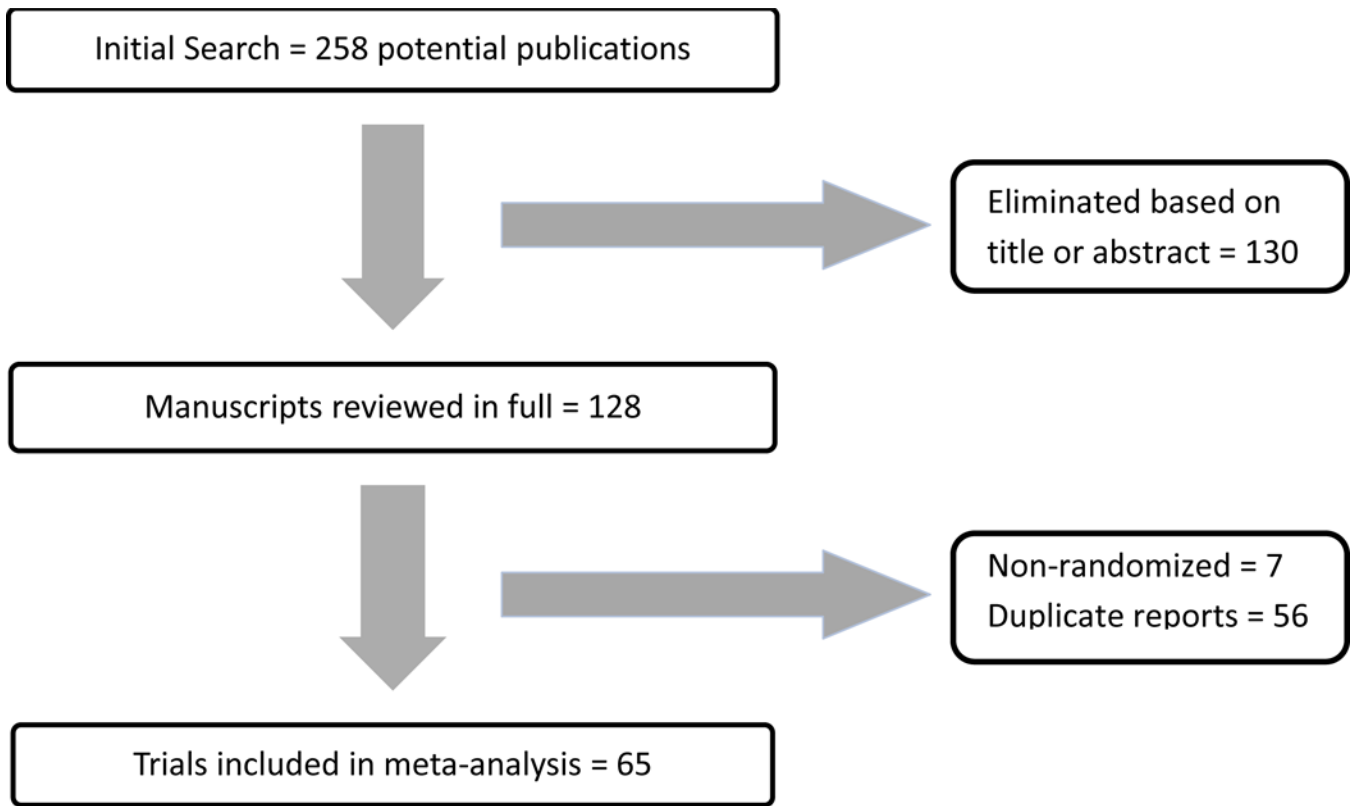 Initial Search = 258 potential publications
Eliminated based on
title or abstract = 130
Manuscripts reviewed in full = 128
Non-randomized = 7
Duplicate reports = 56
Trials included in meta-analysis = 65